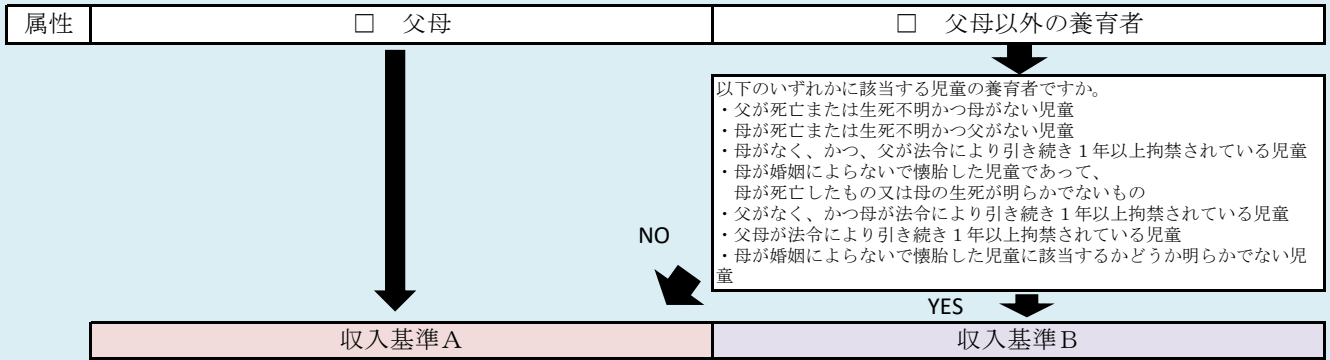 属性
□　父母
□　父母以外の養育者
以下のいずれかに該当する児童の養育者ですか。
・父が死亡または生死不明かつ母がない児童
・母が死亡または生死不明かつ父がない児童
・母がなく、かつ、父が法令により引き続き１年以上拘禁されている児童
・母が婚姻によらないで懐胎した児童であって、
　母が死亡したもの又は母の生死が明らかでないもの
・父がなく、かつ母が法令により引き続き１年以上拘禁されている児童
・父母が法令により引き続き１年以上拘禁されている児童
・母が婚姻によらないで懐胎した児童に該当するかどうか明らかでない児
童
NO
YES
収入基準Ａ
収入基準Ｂ